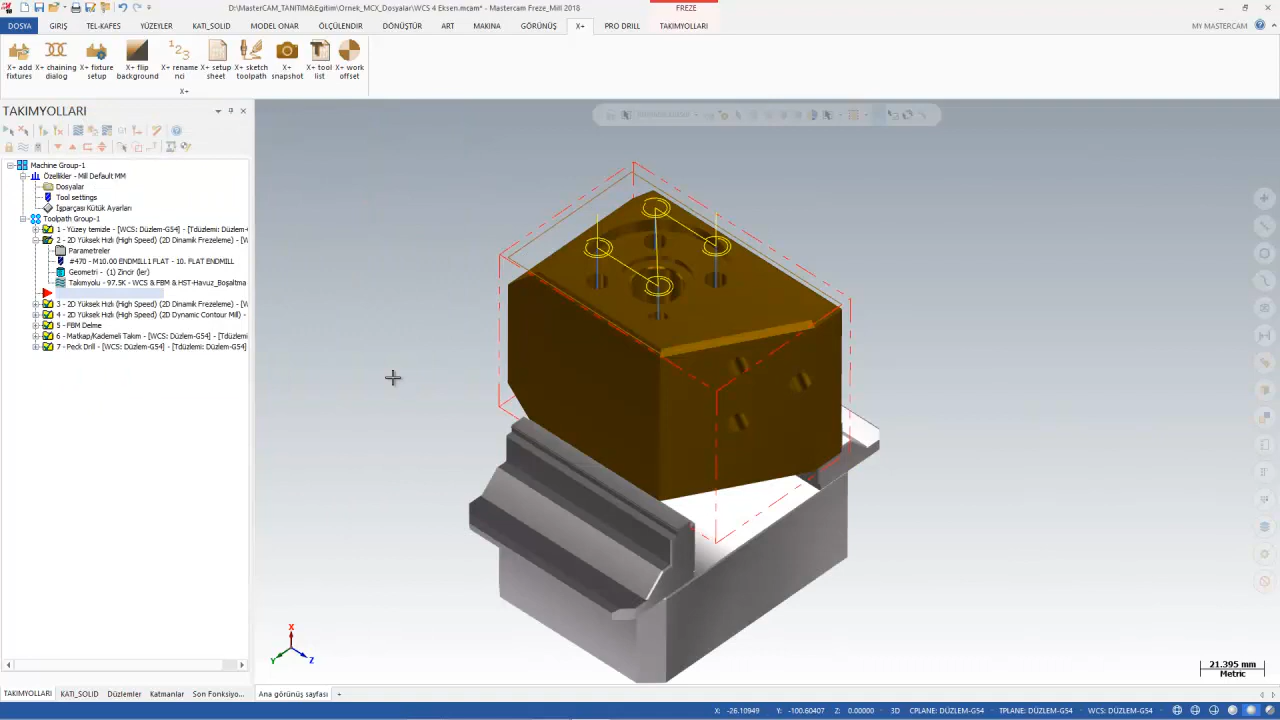 D:\MasterCAM_TANITIM&Egitim\Ornek_MCX_Dosyalar\WCS 4 Eksen.mcam* - Mastercam Freze_Mill 2018
FREZE
DOSYA
GİRİŞ
TEL-KAFES
YÜZEYLER
KATI_SOLID
MODEL ONAR
ÖLÇÜLENDİR
DÖNÜŞTÜR
ART
MAKINA
GÖRÜNÜŞ
X+
PRO DRILL
TAKIMYOLLARI
MY MASTERCAM
X+ add fixtures
X+ chaining dialog
X+ fixture setup
X+ flip background
X+ rename nci
X+ setup sheet
X+ sketch toolpath
X+ snapshot
X+ tool list
X+ work offset
X+
TAKIMYOLLARI
Machine Group-1
Özellikler - Mill Default MM
Dosyalar
Tool settings
İşparçası Kütük Ayarları
Toolpath Group-1
1 - Yüzey temizle - [WCS: Düzlem-G54] - [Tdüzlemi: Düzlem-
2 - 2D Yüksek Hızlı (High Speed) (2D Dinamik Frezeleme) - [W
Parametreler
#470 - M10.00 ENDMILL1 FLAT - 10. FLAT ENDMILL
Geometri - (1) Zincir (ler)
Takımyolu - 97.5K - WCS & FBM & HST-Havuz_Boşaltma
3 - 2D Yüksek Hızlı (High Speed) (2D Dinamik Frezeleme) - [W
4 - 2D Yüksek Hızlı (High Speed) (2D Dynamic Contour Mill) -
5 - FBM Delme
6 - Matkap/Kademeli Takım - [WCS: Düzlem-G54] - [Tdüzlemi
7 - Peck Drill - [WCS: Düzlem-G54] - [Tdüzlemi: Düzlem-G54]
X
Y
Z
21.395 mm
Metric
TAKIMYOLLARI
KATI_SOLID
Düzlemler
Katmanlar
Son Fonksiyo...
Ana görünüş sayfası
+
X: -26.10949
Y: -100.60407
Z: 0.00000
3D
CPLANE: DÜZLEM-G54
TPLANE: DÜZLEM-G54
WCS: DÜZLEM-G54